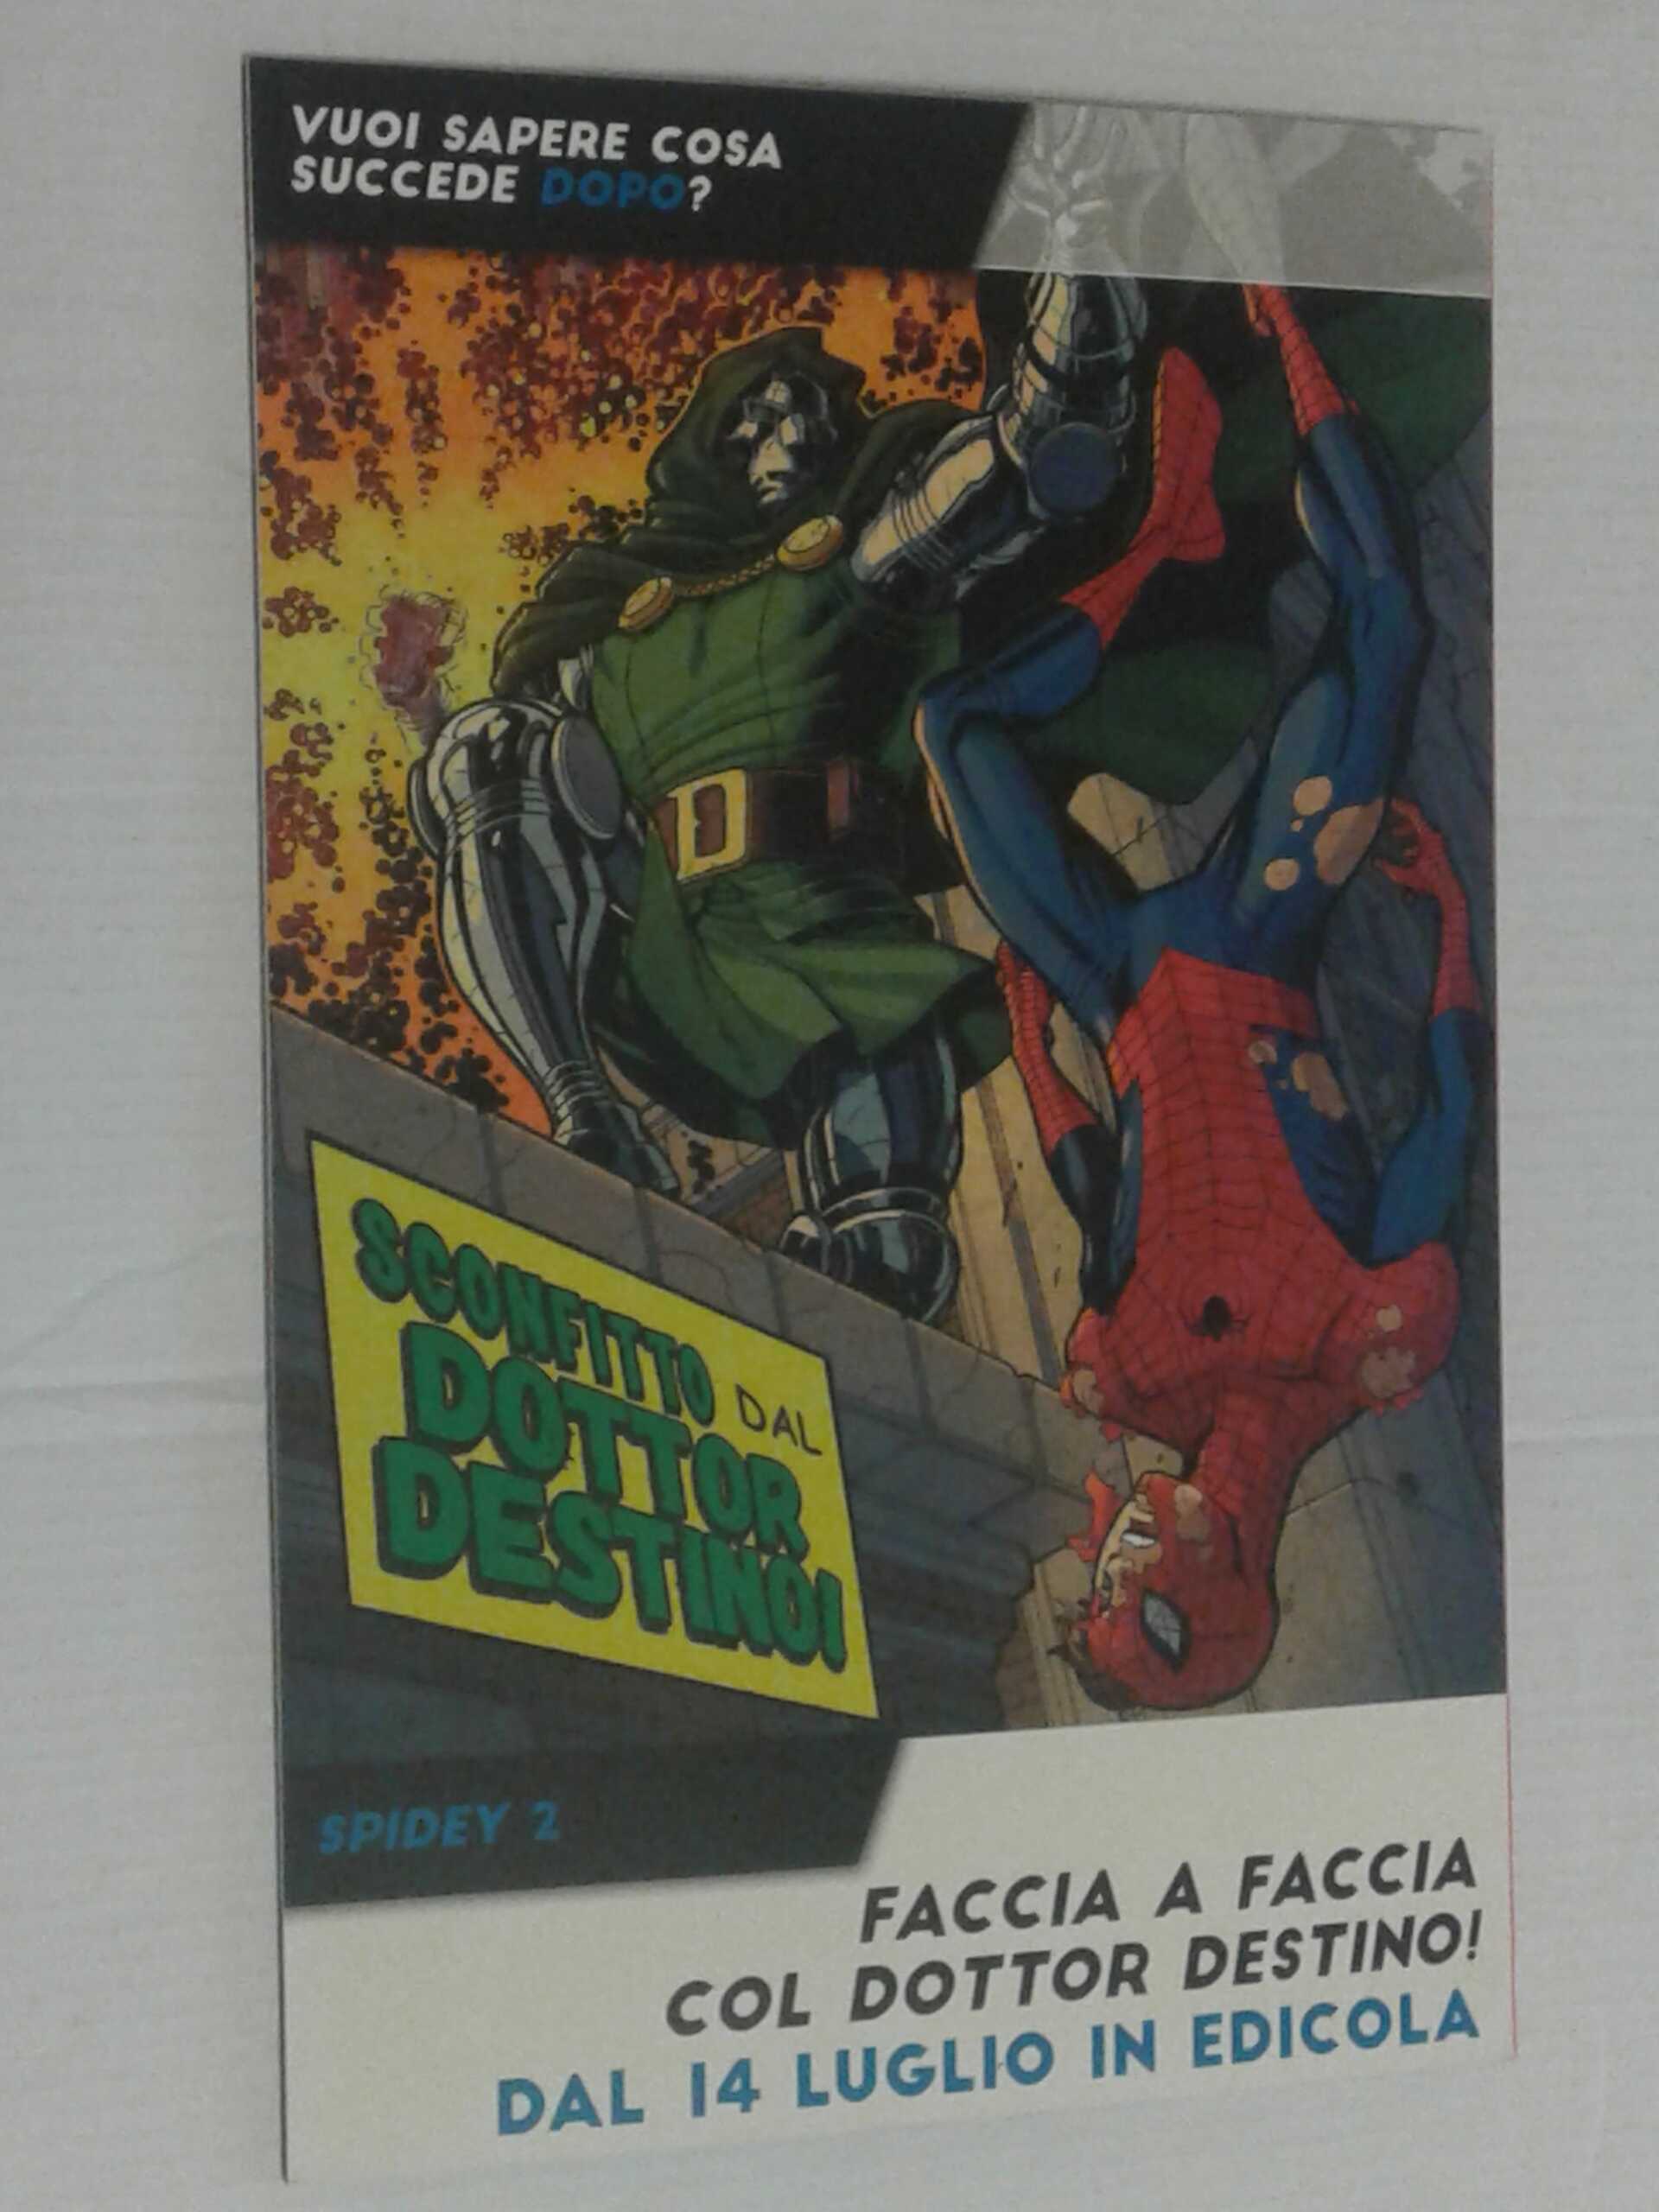 VUOI SAPERE COSA
SUCCEDE DOPO?
D
SCONFITTO DAL
DOTTOR
DESTINO!
SPIDEY 2
FACCIA A FACCIA
COL DOTTOR DESTINO!
DAL 14 LUGLIO IN EDICOLA